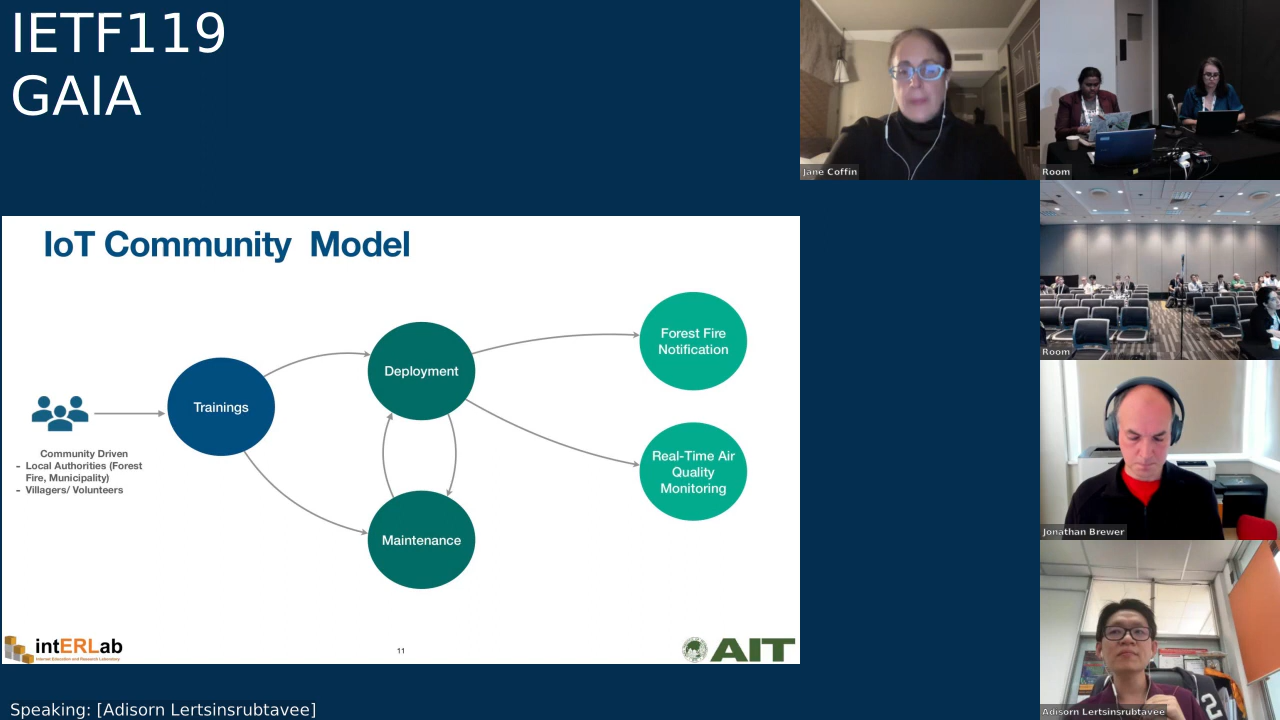 IETF119
GAIA
Jane Coffin
Room
Room
Jonathan Brewer
Adisorn Lertsinsrubtavee
IoT Community Model
Community Driven
- Local Authorities (Forest
Fire, Municipality)
- Villagers/ Volunteers
Trainings
Deployment
Maintenance
Forest Fire
Notification
Real-Time Air
Quality
Monitoring
intERLab
Internet Education and Research Laboratory
11
AIT
Speaking: [Adisorn Lertsinsrubtavee]